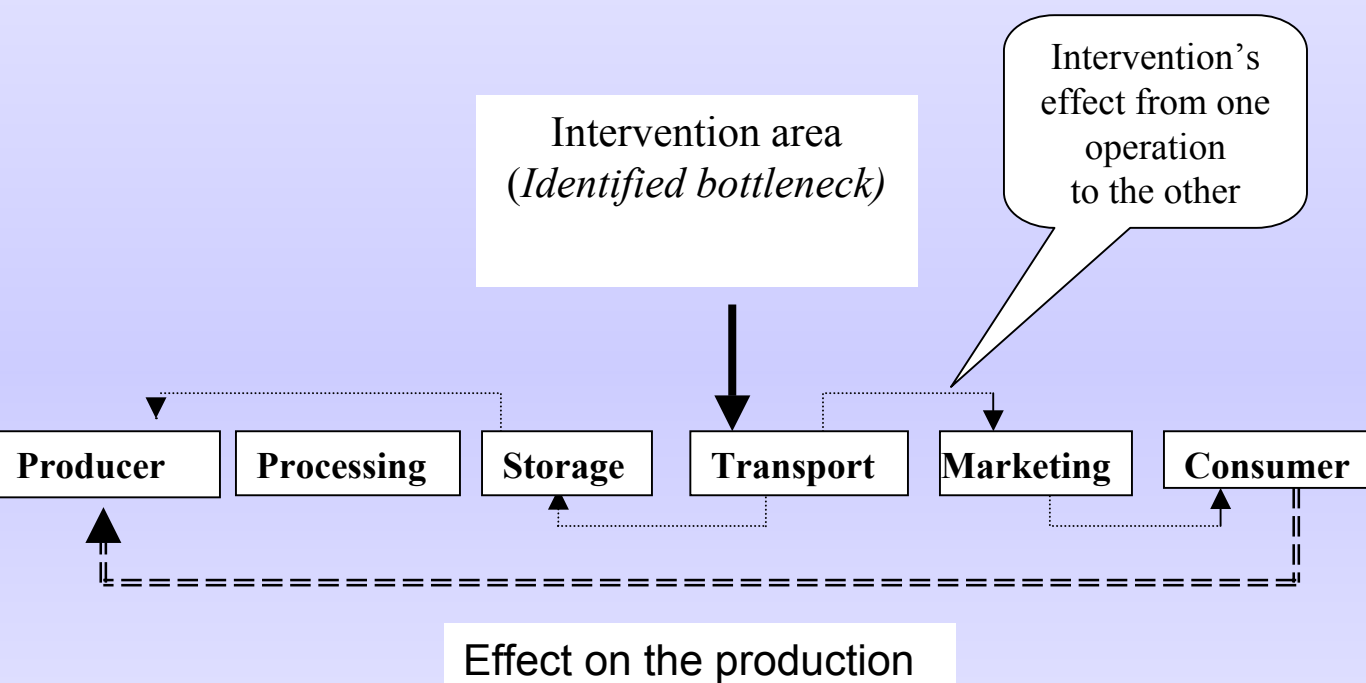 Intervention's
effect from one
operation
to the other
Intervention area
(Identified bottleneck)
Producer
Processing
Storage
Transport
Marketing
Consumer
Effect on the production